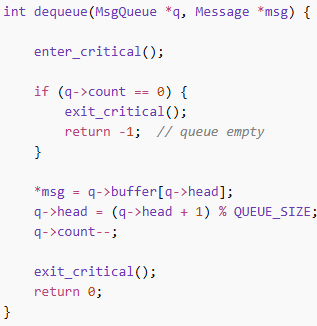 int dequeue(MsgQueue *q, Message *msg) {
    enter_critical();
    if (q->count == 0) {
        exit_critical();
        return -1;  // queue empty
    }
    *msg = q->buffer[q->head];
    q->head = (q->head + 1) % QUEUE_SIZE;
    q->count--;
    exit_critical();
    return 0;
}